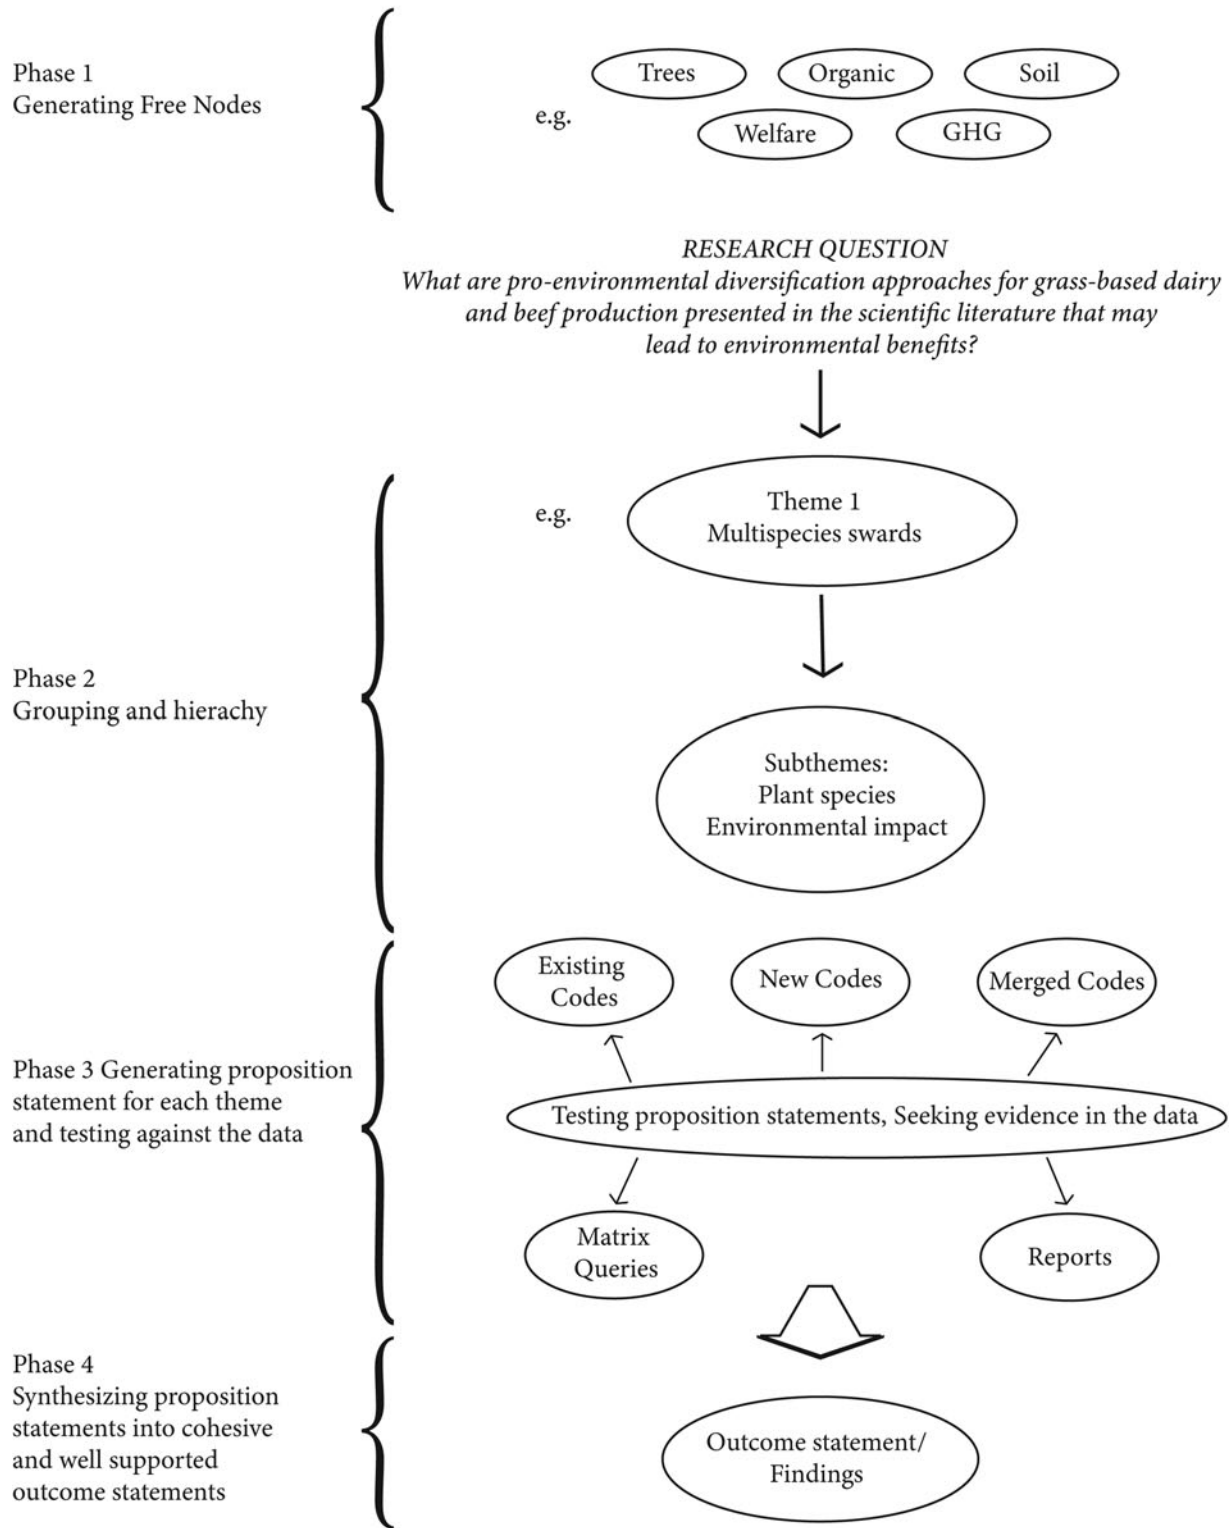 Phase 1
Generating Free Nodes
e.g.
Trees
Organic
Soil
Welfare
GHG
RESEARCH QUESTION
What are pro-environmental diversification approaches for grass-based dairy
and beef production presented in the scientific literature that may
lead to environmental benefits?
Phase 2
Grouping and hierachy
e.g.
Theme 1
Multispecies swards
Subthemes:
Plant species
Environmental impact
Phase 3 Generating proposition
statement for each theme
and testing against the data
Existing
Codes
New Codes
Merged Codes
Testing proposition statements, Seeking evidence in the data
Matrix
Queries
Reports
Phase 4
Synthesizing proposition
statements into cohesive
and well supported
outcome statements
Outcome statement/
Findings